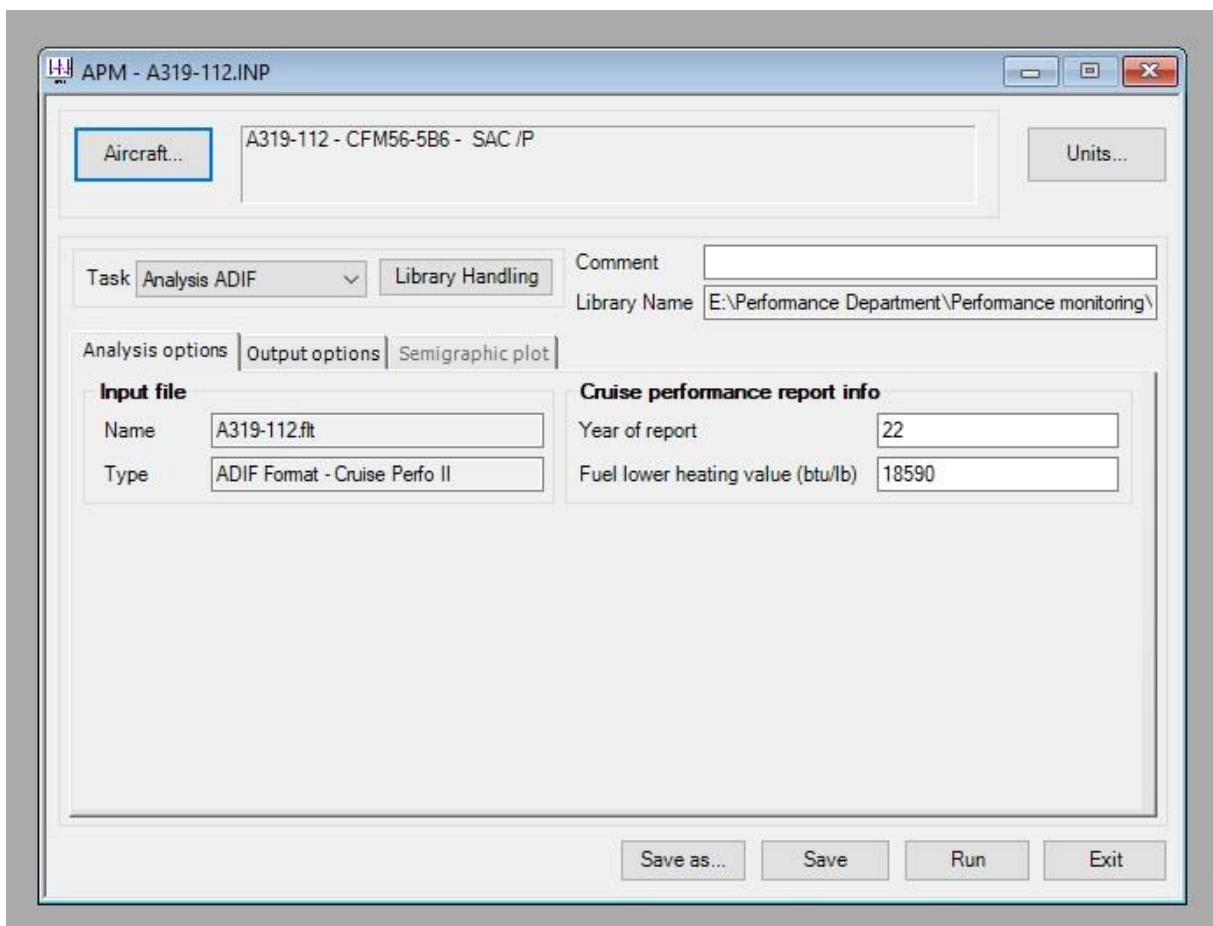 APM - A319-112.INP
Aircraft...
A319-112 - CFM56-5B6 - SAC /P
Units...
Task Analysis ADIF
Library Handling
Comment
Library Name E:\Performance Department\Performance monitoring\
Analysis options Output options Semigraphic plot
Input file
Name A319-112.flt
Type ADIF Format - Cruise Perfo II
Cruise performance report info
Year of report 22
Fuel lower heating value (btu/lb) 18590
Save as... Save Run Exit